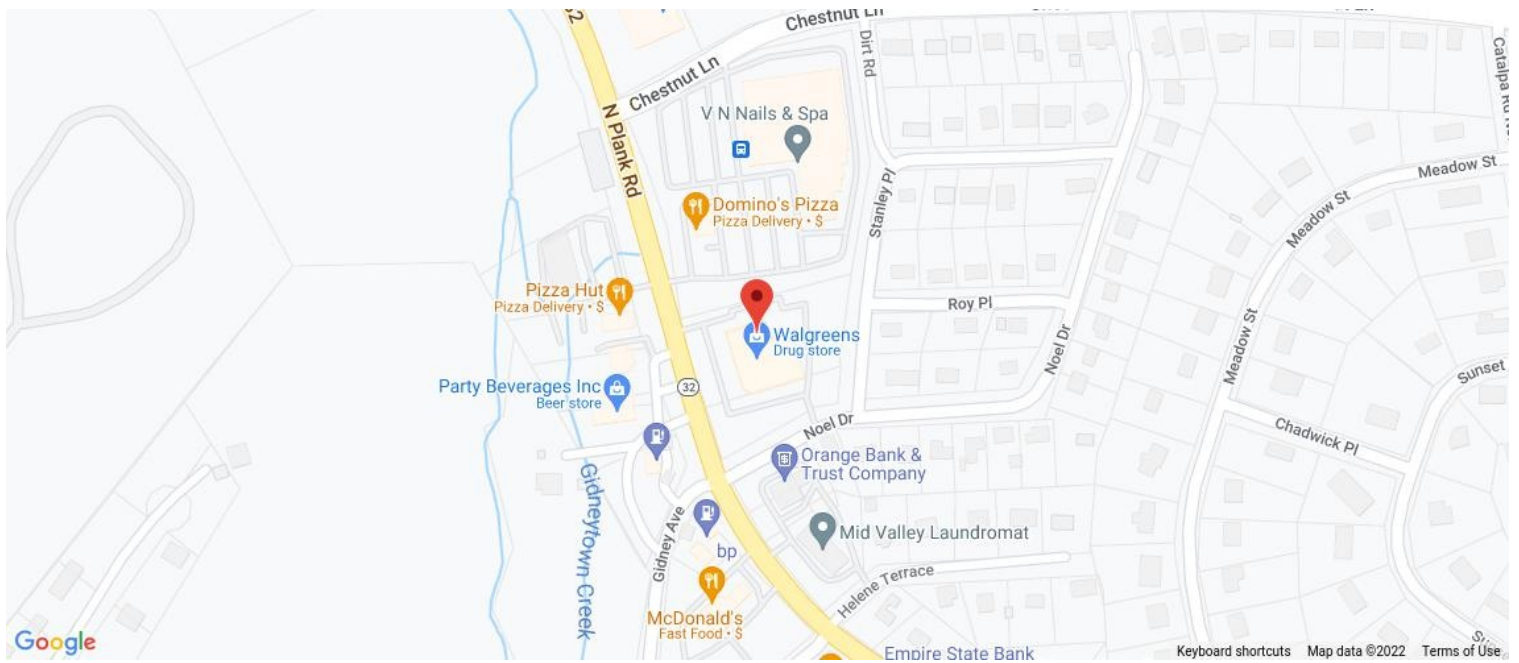 32
Chestnut Ln
Chestnut Ln
Dirt Rd
Catalpa Rd
N Plank Rd
V N Nails & Spa
Meadow St
Meadow St
Domino's Pizza
Pizza Delivery • $
Stanley Pl
Pizza Hut
Pizza Delivery • $
Roy Pl
Walgreens
Drug store
Noel Dr
Meadow St
Sunset
Party Beverages Inc
Beer store
32
Noel Dr
Chadwick Pl
Orange Bank &
Trust Company
Gidneytown Creek
Gidney Ave
bp
Mid Valley Laundromat
Helene Terrace
McDonald's
Fast Food • $
Empire State Bank
Google
Keyboard shortcuts
Map data ©2022
Terms of Use